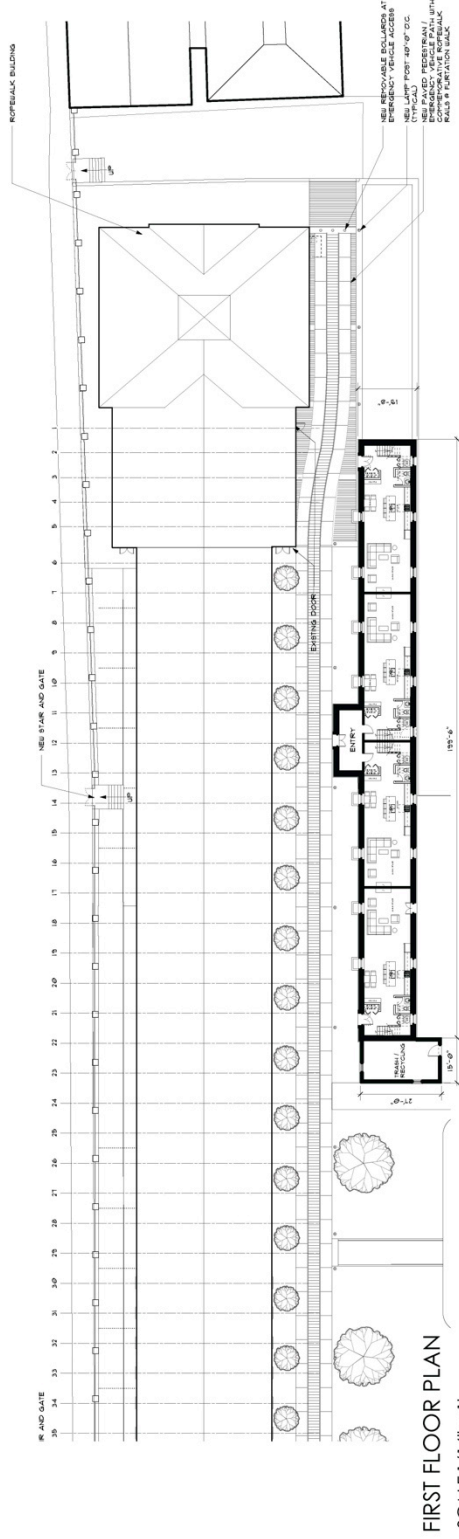 ROPEWALK BUILDING
UP
NEW REMOVABLE BOLLARDS AT
EMERGENCY VEHICLE ACCESS
NEW LAMP POST 40'-0" O.C.
(TYPICAL)
NEW PAVED PEDESTRIAN /
EMERGENCY VEHICLE PATH WITH
COMMEMORATIVE ROPEWALK
RAILS & FLIRTATION WALK
1
2
3
4
5
6
7
8
9
10
11
12
13
14
15
16
17
18
19
20
21
22
23
24
25
26
27
28
29
30
31
32
33
34
35
NEW STAIR AND GATE
UP
IR AND GATE
EXISTING DOOR
ENTRY
TRASH /
RECYCLING
195'-6"
15'-0"
FIRST FLOOR PLAN